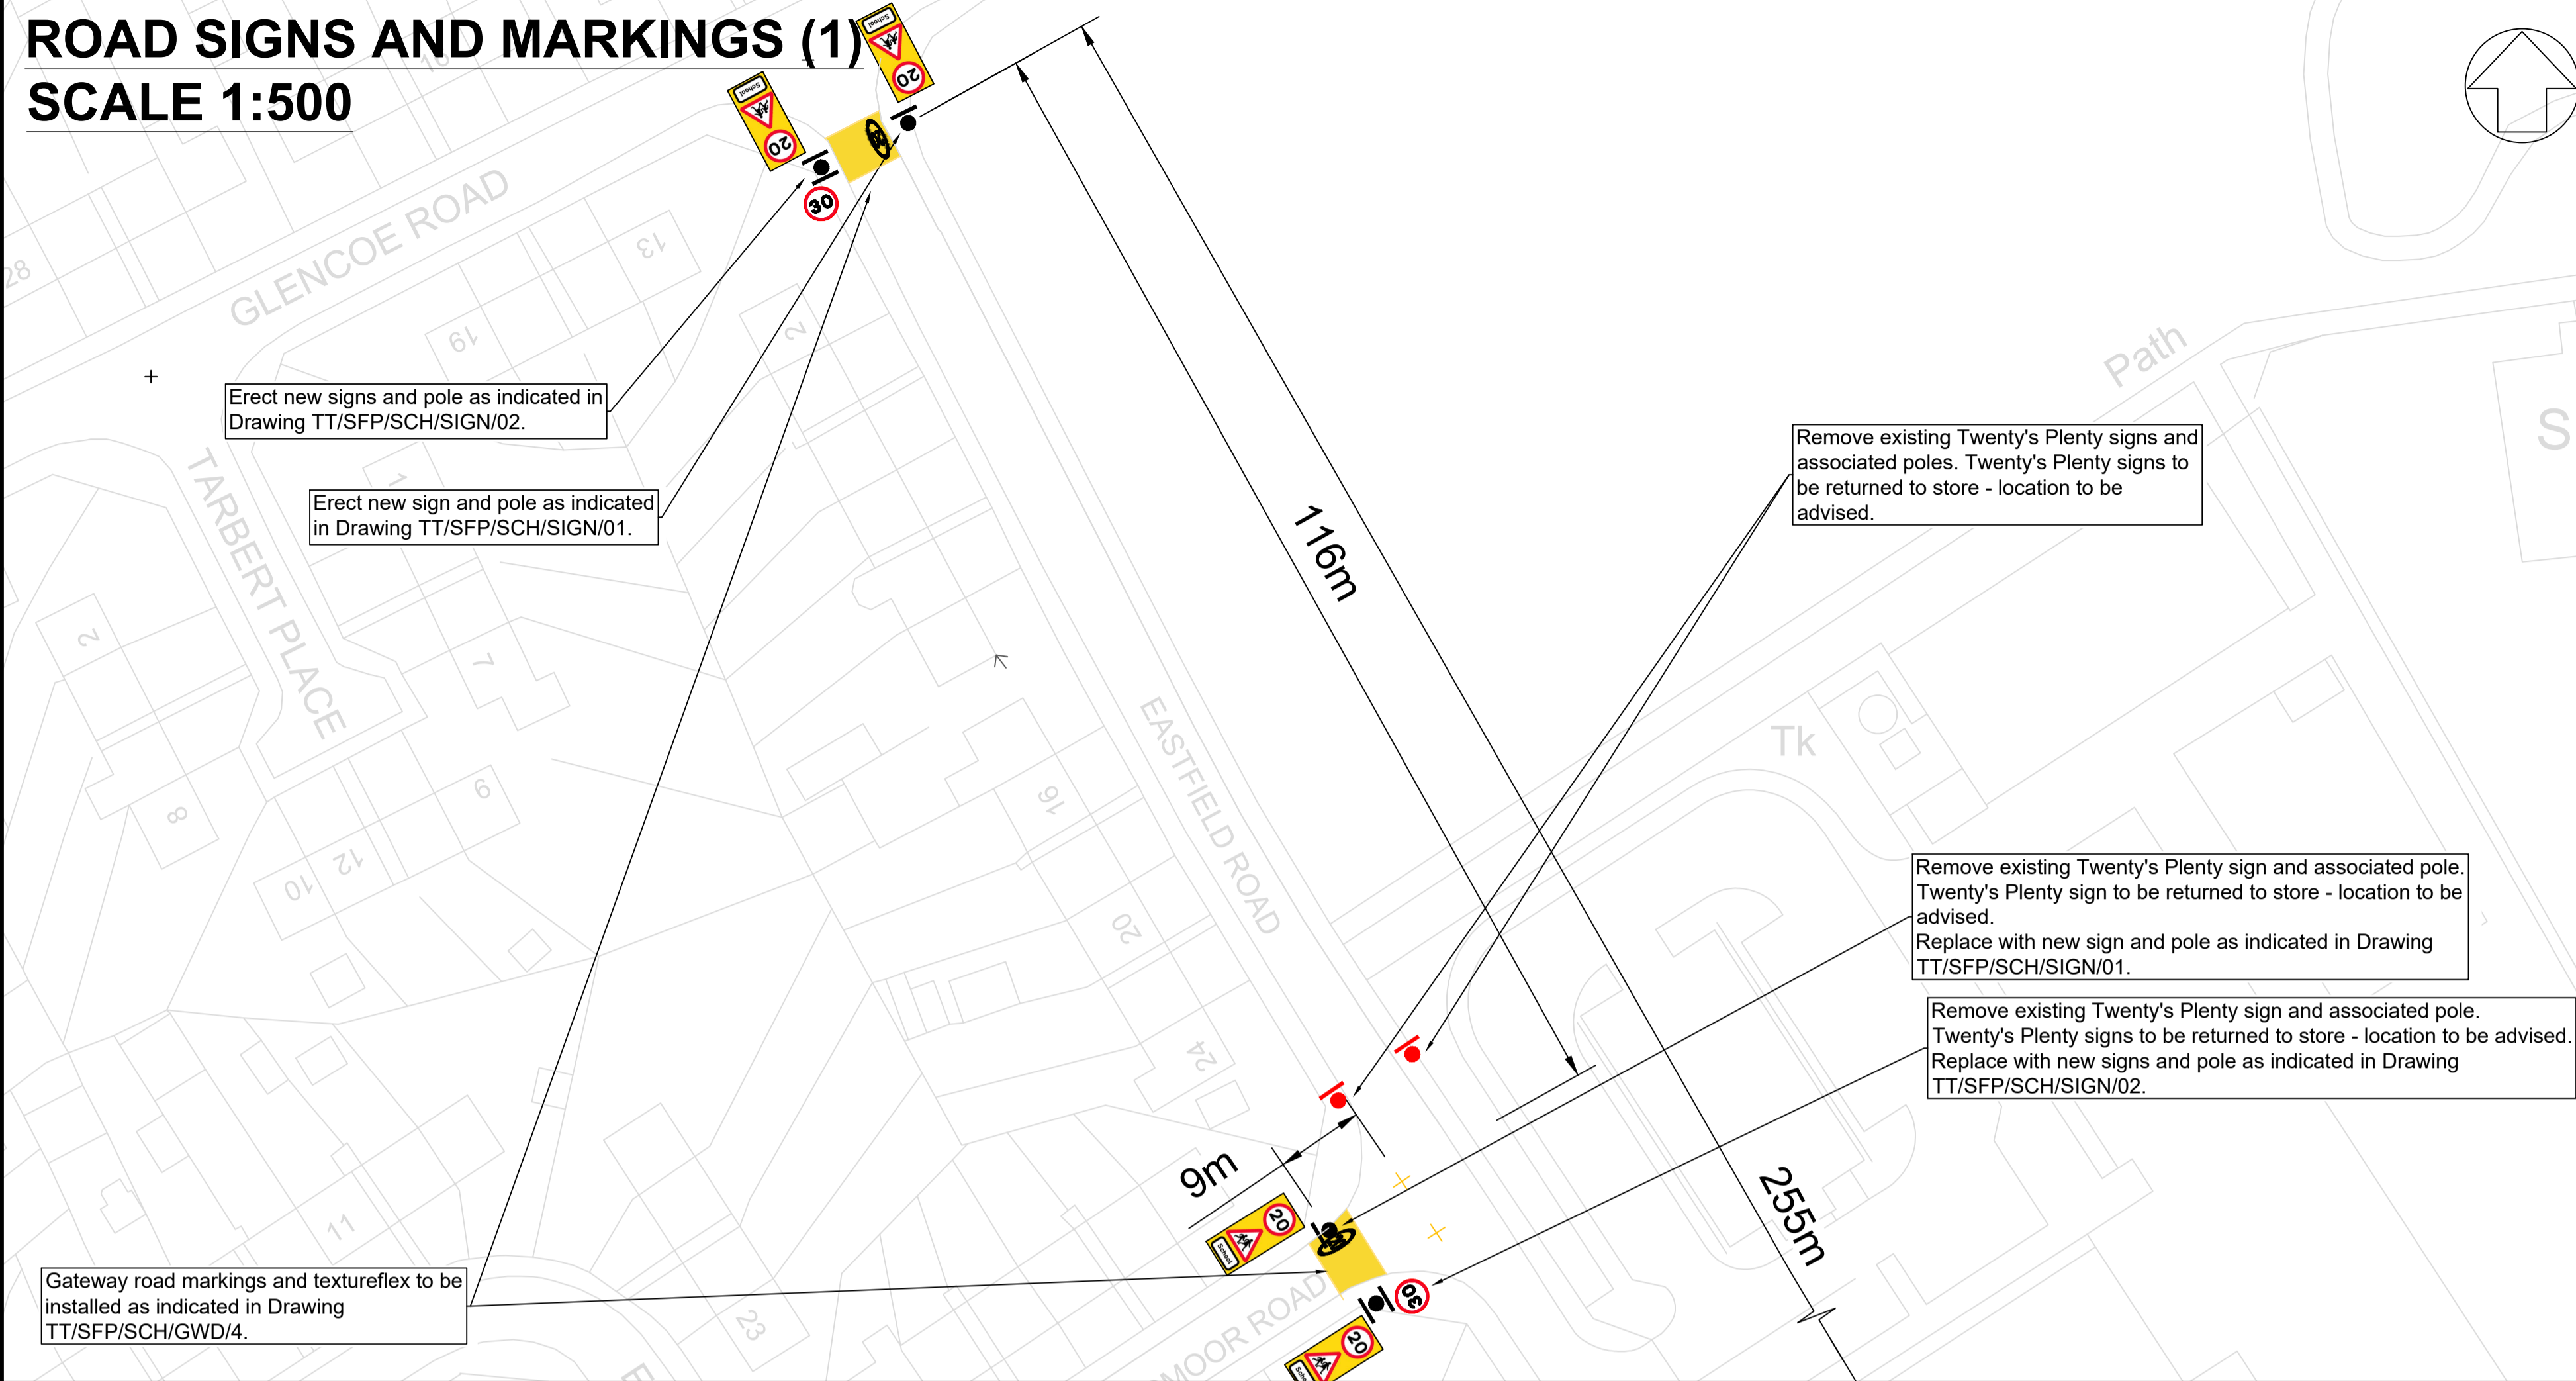 ROAD SIGNS AND MARKINGS (1)
SCALE 1:500
School
20
School
20
30
10
GLENCOE ROAD
28
13
19
2
Erect new signs and pole as indicated in
Drawing TT/SFP/SCH/SIGN/02.
Erect new sign and pole as indicated
in Drawing TT/SFP/SCH/SIGN/01.
TARBERT PLACE
1
2
7
8
9
12
10
16
EASTFIELD ROAD
20
24
116m
Path
S
Remove existing Twenty's Plenty signs and
associated poles. Twenty's Plenty signs to
be returned to store - location to be
advised.
Tk
Remove existing Twenty's Plenty sign and associated pole.
Twenty's Plenty sign to be returned to store - location to be
advised.
Replace with new sign and pole as indicated in Drawing
TT/SFP/SCH/SIGN/01.
Remove existing Twenty's Plenty sign and associated pole.
Twenty's Plenty signs to be returned to store - location to be advised.
Replace with new signs and pole as indicated in Drawing
TT/SFP/SCH/SIGN/02.
9m
255m
School
20
30
20
MOOR ROAD
11
23
Gateway road markings and textureflex to be
installed as indicated in Drawing
TT/SFP/SCH/GWD/4.